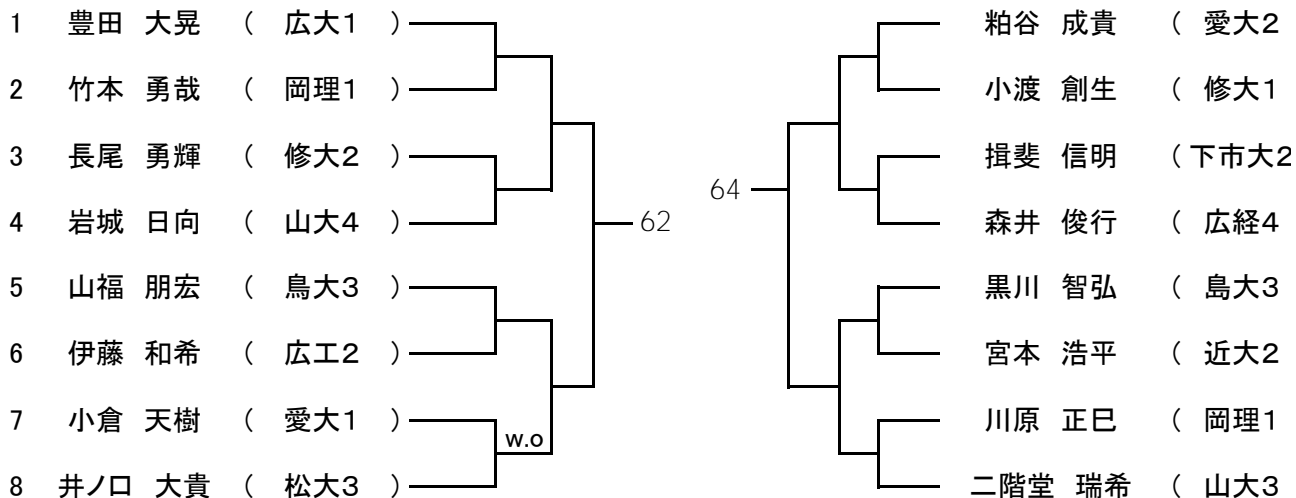 1 豊田 大晃 ( 広大1 )
2 竹本 勇哉 ( 岡理1 )
3 長尾 勇輝 ( 修大2 )
4 岩城 日向 ( 山大4 )
62
5 山福 朋宏 ( 鳥大3 )
6 伊藤 和希 ( 広工2 )
7 小倉 天樹 ( 愛大1 )
w.o
8 井ノ口 大貴 ( 松大3 )
粕谷 成貴 ( 愛大2
小渡 創生 ( 修大1
揖斐 信明 ( 下市大2
64
森井 俊行 ( 広経4
黒川 智弘 ( 島大3
宮本 浩平 ( 近大2
川原 正巳 ( 岡理1
二階堂 瑞希 ( 山大3